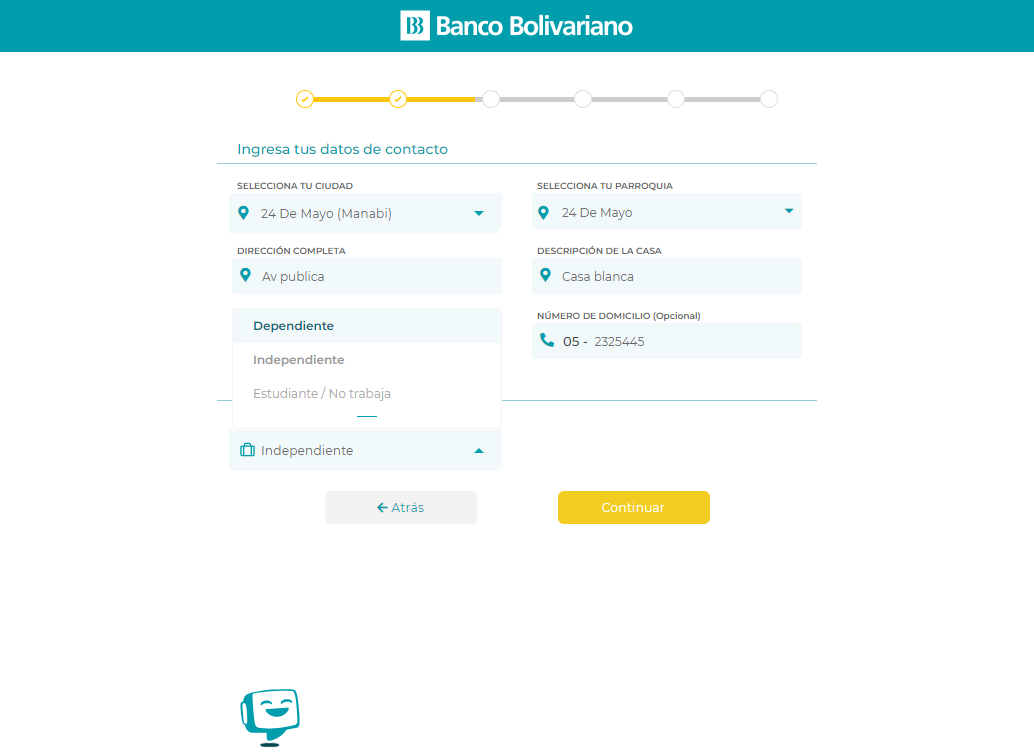 Banco Bolivariano
Ingresa tus datos de contacto
SELECCIONA TU CIUDAD
24 De Mayo (Manabi)
SELECCIONA TU PARROQUIA
24 De Mayo
DIRECCIÓN COMPLETA
Av publica
DESCRIPCIÓN DE LA CASA
Casa blanca
NÚMERO DE DOMICILIO (Opcional)
05 - 2325445
Dependiente
Independiente
Estudiante / No trabaja
Independiente
Atrás
Continuar